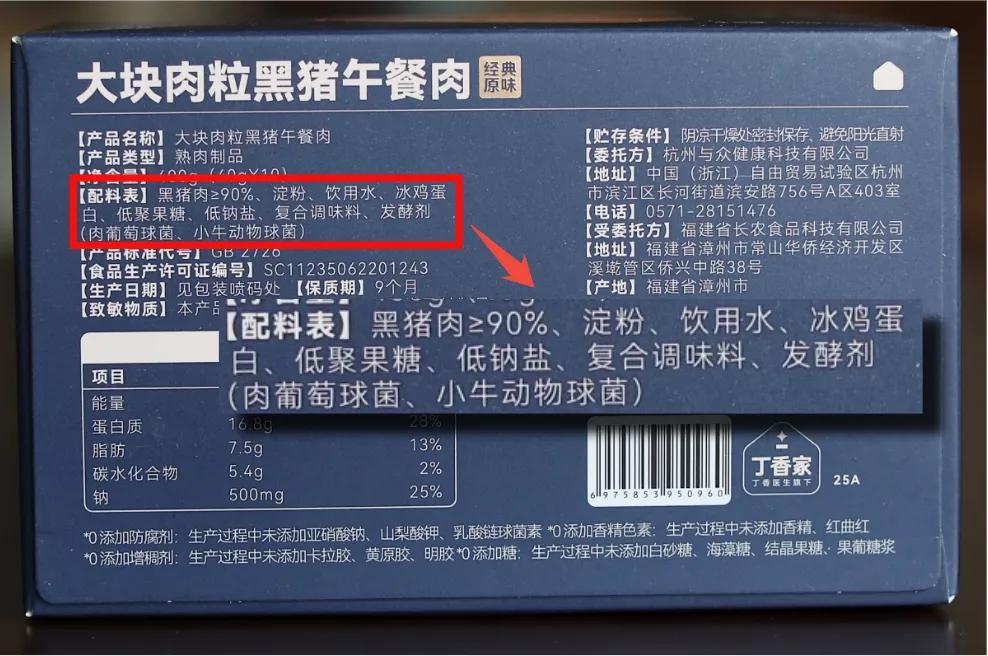 大块肉粒黑猪午餐肉 经典原味
【产品名称】大块肉粒黑猪午餐肉
【产品类型】熟肉制品
【净含量】600g（60gX10）
【配料表】黑猪肉≥90%、淀粉、饮用水、冰鸡蛋
白、低聚果糖、低钠盐、复合调味料、发酵剂
（肉葡萄球菌、小牛动物球菌）
【产品标准代号】GB 2726
【食品生产许可证编号】SC11235062201243
【生产日期】见包装喷码处 【保质期】9个月
【致敏物质】本产品
【贮存条件】阴凉干燥处密封保存、避免阳光直射
【委托方】杭州与众健康科技有限公司
【地址】中国（浙江）自由贸易试验区杭州
市滨江区长河街道滨安路756号A区403室
【电话】0571-28151476
【受委托方】福建省长农食品科技有限公司
【地址】福建省漳州市常山华侨经济开发区
溪墘管区侨兴中路38号
【产地】福建省漳州市
【配料表】黑猪肉≥90%、淀粉、饮用水、冰鸡蛋
白、低聚果糖、低钠盐、复合调味料、发酵剂
（肉葡萄球菌、小牛动物球菌）
项目
能量
蛋白质 16.8g 28%
脂肪 7.5g 13%
碳水化合物 5.4g 2%
钠 500mg 25%
6 975853 950960
丁香家
丁香医生旗下
25A
*0添加防腐剂：生产过程中未添加亚硝酸钠、山梨酸钾、乳酸链球菌素 *0添加香精色素：生产过程中未添加香精、红曲红
*0添加增稠剂：生产过程中未添加卡拉胶、黄原胶、明胶 *0添加糖：生产过程中未添加白砂糖、海藻糖、结晶果糖、果葡糖浆